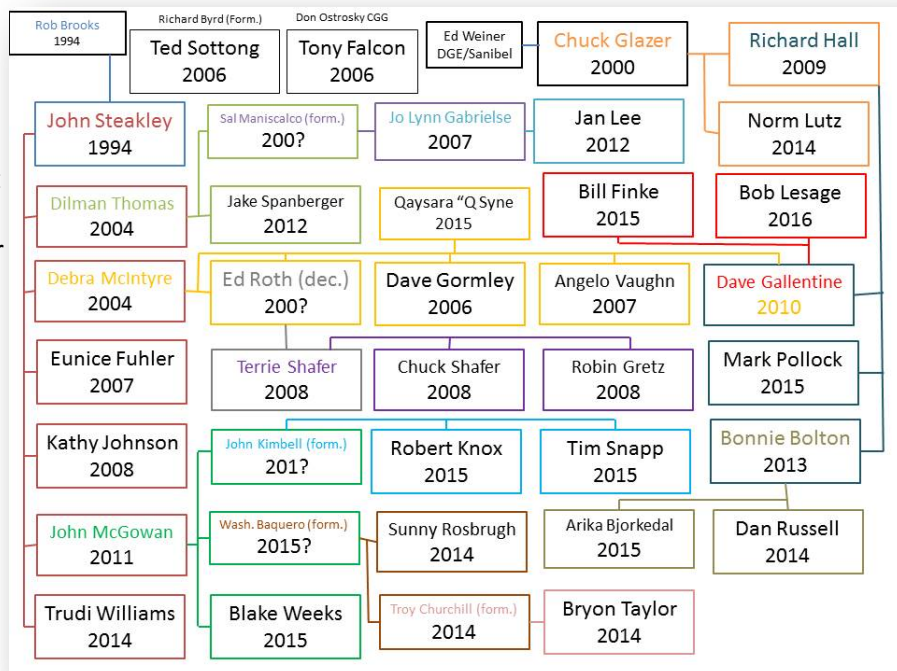 Rob Brooks
1994
Richard Byrd (Form.)
Ted Sottong
2006
Don Ostrosky CGG
Tony Falcon
2006
Ed Weiner
DGE/Sanibel
Chuck Glazer
2000
Richard Hall
2009
John Steakley
1994
Sal Maniscalco (form.)
200?
Jo Lynn Gabrielse
2007
Jan Lee
2012
Norm Lutz
2014
Dilman Thomas
2004
Jake Spanberger
2012
Qaysara “Q Syne
2015
Bill Finke
2015
Bob Lesage
2016
Debra McIntyre
2004
Ed Roth (dec.)
200?
Dave Gormley
2006
Angelo Vaughn
2007
Dave Gallentine
2010
Eunice Fuhler
2007
Terrie Shafer
2008
Chuck Shafer
2008
Robin Gretz
2008
Mark Pollock
2015
Kathy Johnson
2008
John Kimbell (form.)
201?
Robert Knox
2015
Tim Snapp
2015
Bonnie Bolton
2013
John McGowan
2011
Wash. Baquero (form.)
2015?
Sunny Rosbrugh
2014
Arika Bjorkedal
2015
Dan Russell
2014
Trudi Williams
2014
Blake Weeks
2015
Troy Churchill (form.)
2014
Bryon Taylor
2014